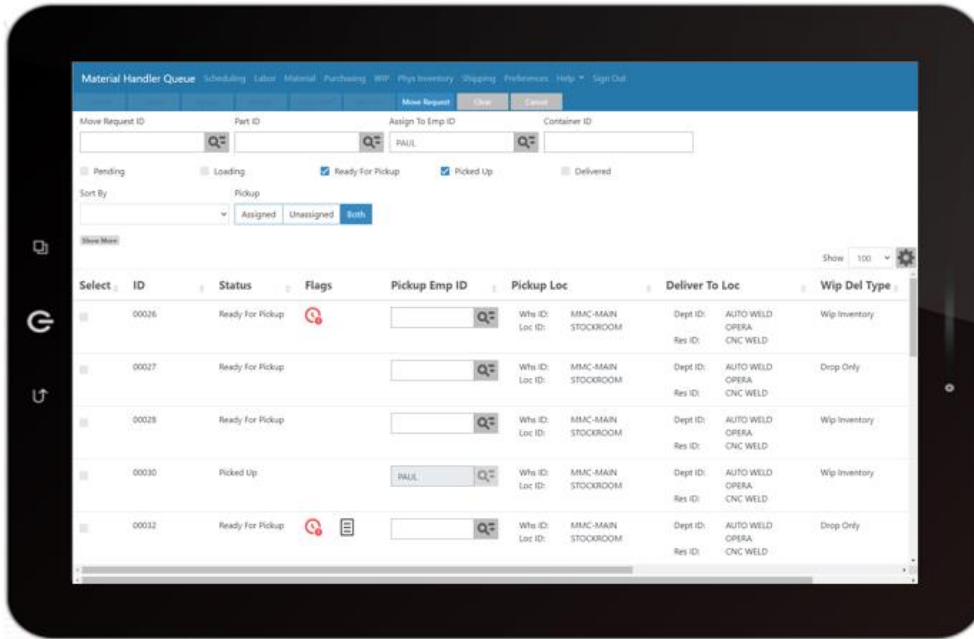 Material Handler Queue Scheduling Labor Material Purchasing WIP Phys Inventory Shipping Preferences Help Sign Out
Move Request Clear Cancel
Move Request ID Part ID Assign To Emp ID Container ID
PAUL
Pending Loading Ready For Pickup Picked Up Delivered
Sort By Pickup
Assigned Unassigned Both
Show More
Show 100
Select ID Status Flags Pickup Emp ID Pickup Loc Deliver To Loc Wip Del Type
00026 Ready For Pickup Whs ID: MMC-MAIN Dept ID: AUTO WELD Wip Inventory
Loc ID: STOCKROOM OPERA
Res ID: CNC WELD
00027 Ready For Pickup Whs ID: MMC-MAIN Dept ID: AUTO WELD Drop Only
Loc ID: STOCKROOM OPERA
Res ID: CNC WELD
00028 Ready For Pickup Whs ID: MMC-MAIN Dept ID: AUTO WELD Wip Inventory
Loc ID: STOCKROOM OPERA
Res ID: CNC WELD
00030 Picked Up PAUL Whs ID: MMC-MAIN Dept ID: AUTO WELD Wip Inventory
Loc ID: STOCKROOM OPERA
Res ID: CNC WELD
00032 Ready For Pickup Whs ID: MMC-MAIN Dept ID: AUTO WELD Drop Only
Loc ID: STOCKROOM OPERA
Res ID: CNC WELD